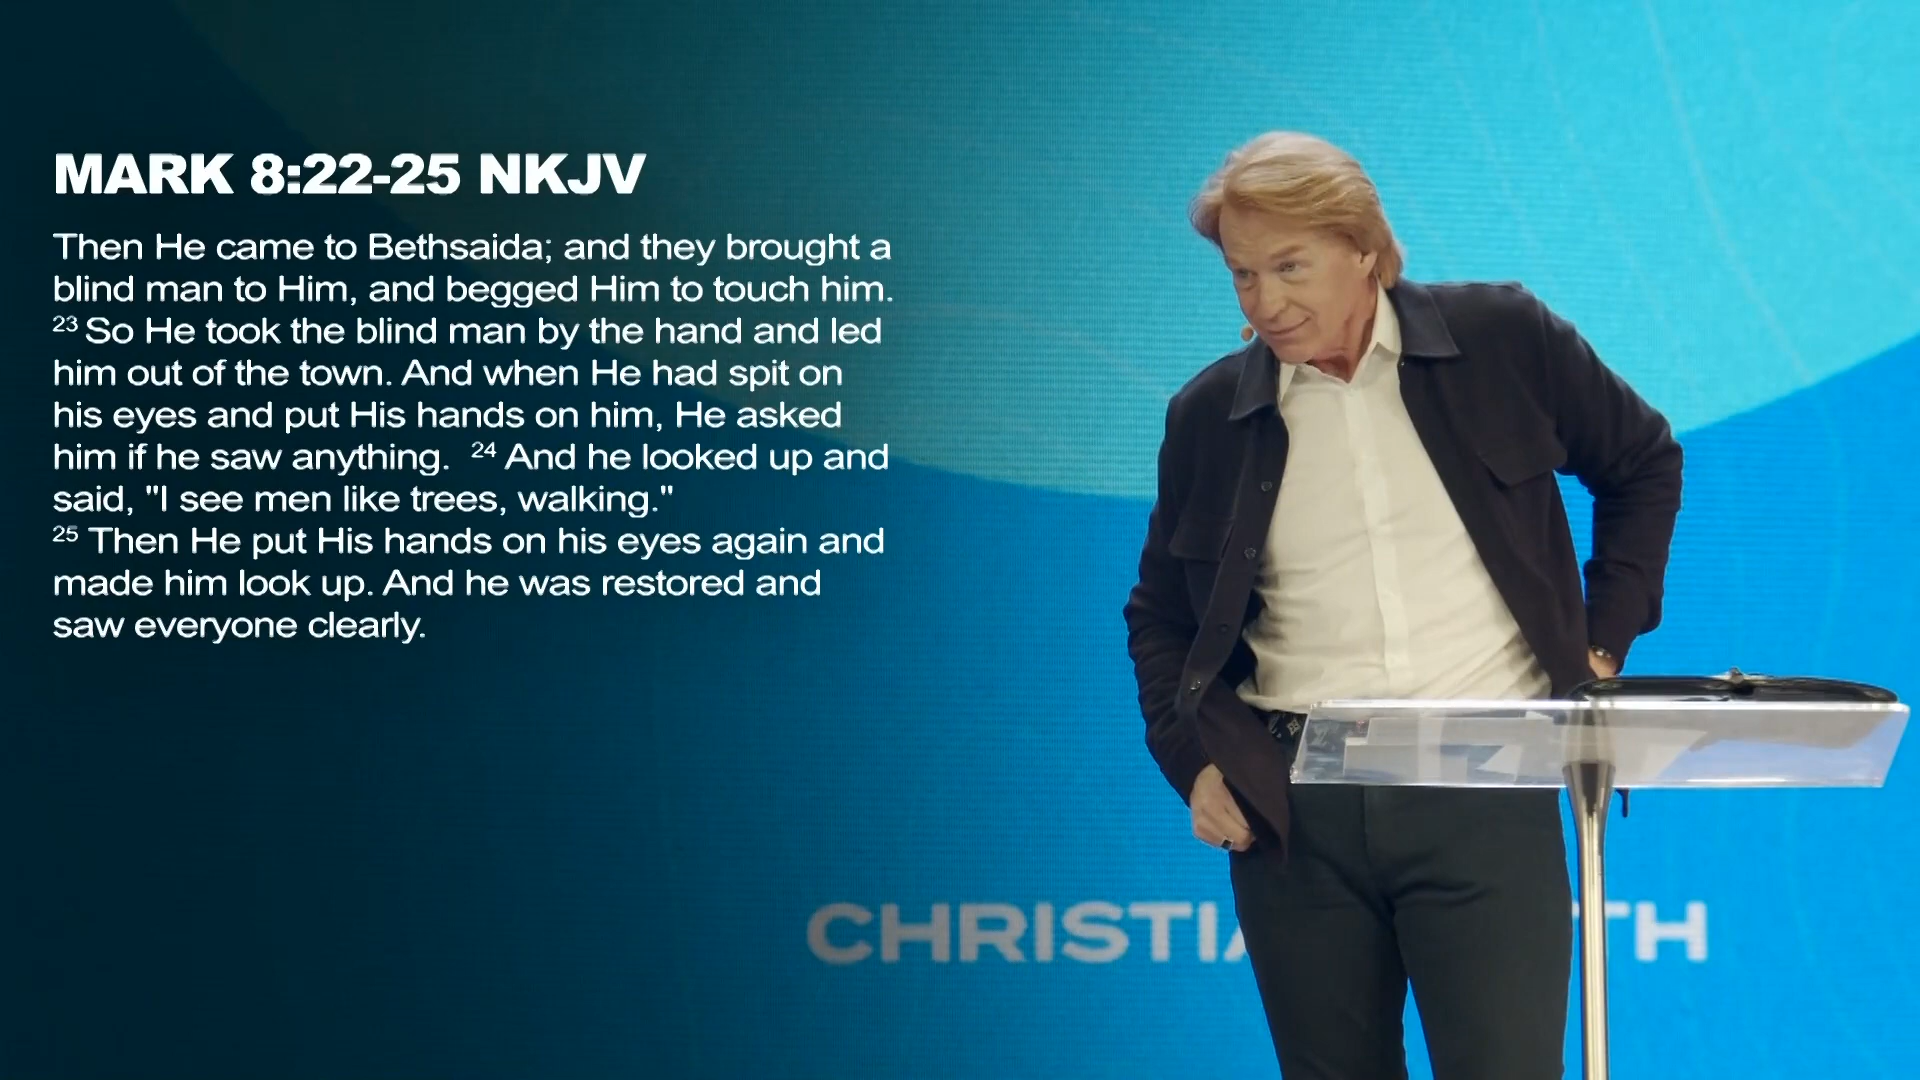 MARK 8:22-25 NKJV
Then He came to Bethsaida; and they brought a
blind man to Him, and begged Him to touch him.
23 So He took the blind man by the hand and led
him out of the town. And when He had spit on
his eyes and put His hands on him, He asked
him if he saw anything. 24 And he looked up and
said, "I see men like trees, walking."
25 Then He put His hands on his eyes again and
made him look up. And he was restored and
saw everyone clearly.